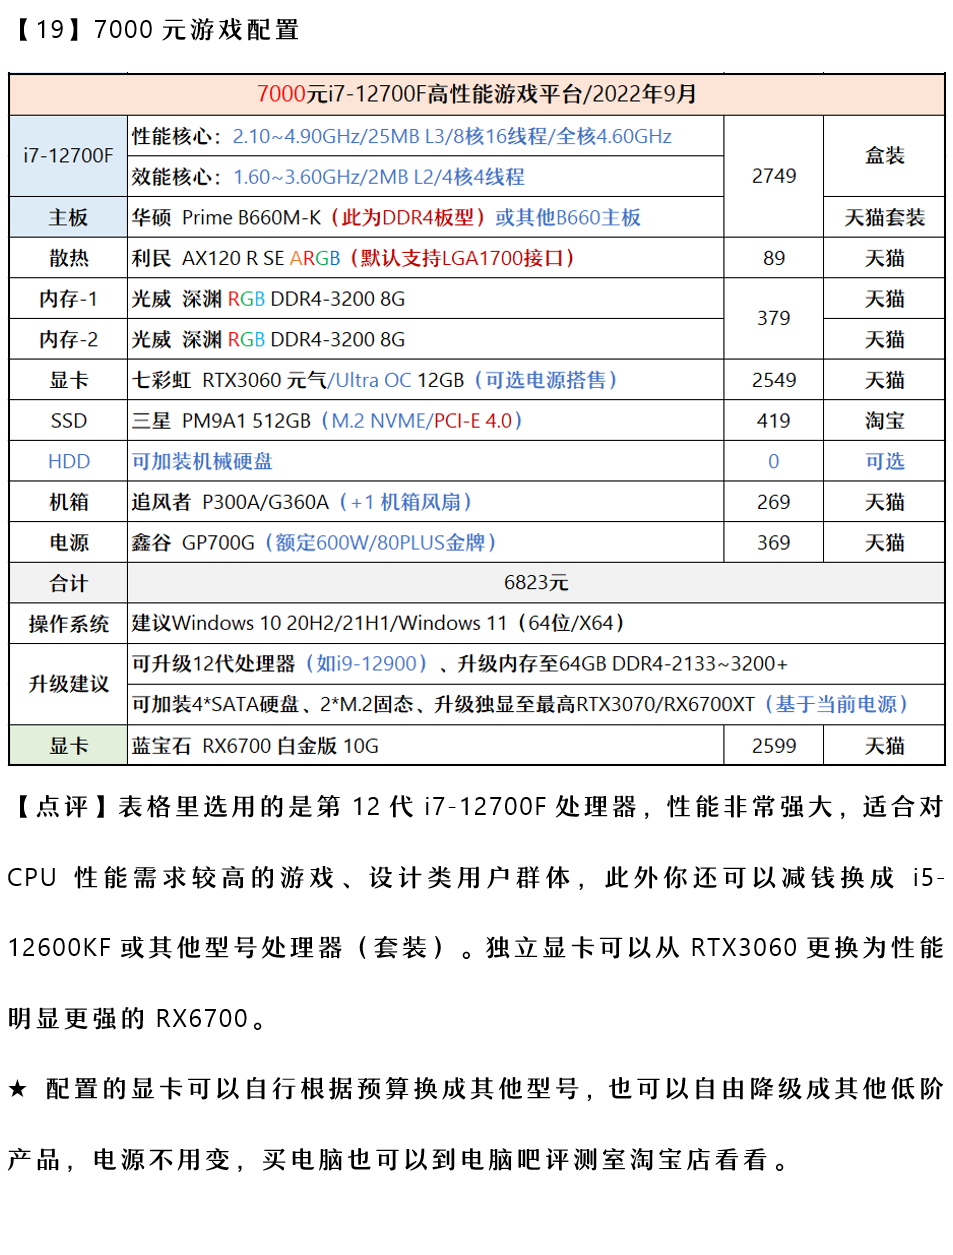 【19】7000 元游戏配置
7000元i7-12700F高性能游戏平台/2022年9月
i7-12700F
性能核心：2.10~4.90GHz/25MB L3/8核16线程/全核4.60GHz
效能核心：1.60~3.60GHz/2MB L2/4核4线程
2749
盒装
主板 华硕 Prime B660M-K（此为DDR4板型）或其他B660主板 天猫套装
散热 利民 AX120 R SE ARGB（默认支持LGA1700接口） 89 天猫
内存-1 光威 深渊 RGB DDR4-3200 8G 379 天猫
内存-2 光威 深渊 RGB DDR4-3200 8G 天猫
显卡 七彩虹 RTX3060 元气/Ultra OC 12GB（可选电源搭售） 2549 天猫
SSD 三星 PM9A1 512GB（M.2 NVME/PCI-E 4.0） 419 淘宝
HDD 可加装机械硬盘 0 可选
机箱 追风者 P300A/G360A（+1 机箱风扇） 269 天猫
电源 鑫谷 GP700G（额定600W/80PLUS金牌） 369 天猫
合计 6823元
操作系统 建议Windows 10 20H2/21H1/Windows 11（64位/X64）
升级建议
可升级12代处理器（如i9-12900）、升级内存至64GB DDR4-2133~3200+
可加装4*SATA硬盘、2*M.2固态、升级独显至最高RTX3070/RX6700XT（基于当前电源）
显卡 蓝宝石 RX6700 白金版 10G 2599 天猫
【点评】表格里选用的是第 12 代 i7-12700F 处理器，性能非常强大，适合对
CPU 性能需求较高的游戏、设计类用户群体，此外你还可以减钱换成 i5-
12600KF 或其他型号处理器（套装）。独立显卡可以从 RTX3060 更换为性能
明显更强的 RX6700。
★ 配置的显卡可以自行根据预算换成其他型号，也可以自由降级成其他低阶
产品，电源不用变，买电脑也可以到电脑吧评测室淘宝店看看。